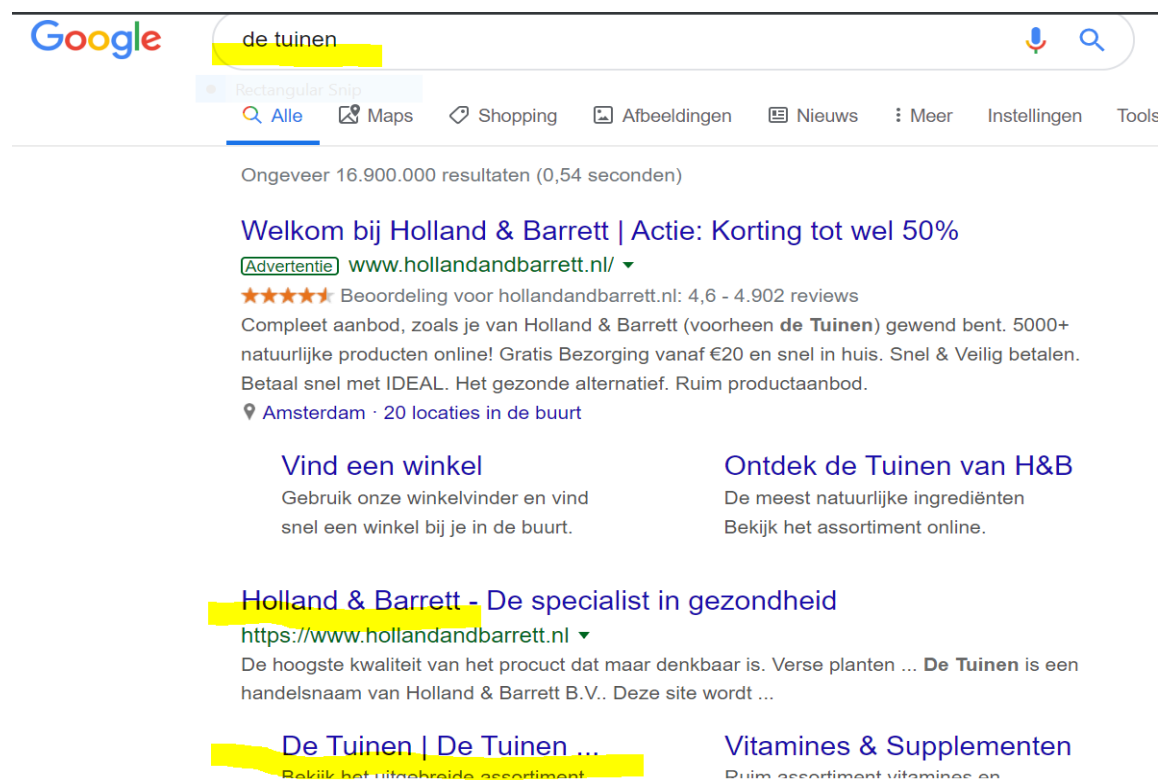 Google
de tuinen
Rectangular Snip
Alle Maps Shopping Afbeeldingen Nieuws Meer Instellingen Tools
Ongeveer 16.900.000 resultaten (0,54 seconden)
Welkom bij Holland & Barrett | Actie: Korting tot wel 50%
Advertentie www.hollandandbarrett.nl/
Beoordeling voor hollandandbarrett.nl: 4,6 - 4.902 reviews
Compleet aanbod, zoals je van Holland & Barrett (voorheen de Tuinen) gewend bent. 5000+
natuurlijke producten online! Gratis Bezorging vanaf €20 en snel in huis. Snel & Veilig betalen.
Betaal snel met IDEAL. Het gezonde alternatief. Ruim productaanbod.
Amsterdam · 20 locaties in de buurt
Vind een winkel
Gebruik onze winkelvinder en vind
snel een winkel bij je in de buurt.
Ontdek de Tuinen van H&B
De meest natuurlijke ingrediënten
Bekijk het assortiment online.
Holland & Barrett - De specialist in gezondheid
https://www.hollandandbarrett.nl
De hoogste kwaliteit van het procuct dat maar denkbaar is. Verse planten ... De Tuinen is een
handelsnaam van Holland & Barrett B.V.. Deze site wordt ...
De Tuinen | De Tuinen ...
Bekijk het uitgebreide assortiment
Vitamines & Supplementen
Ruim assortiment vitamines en